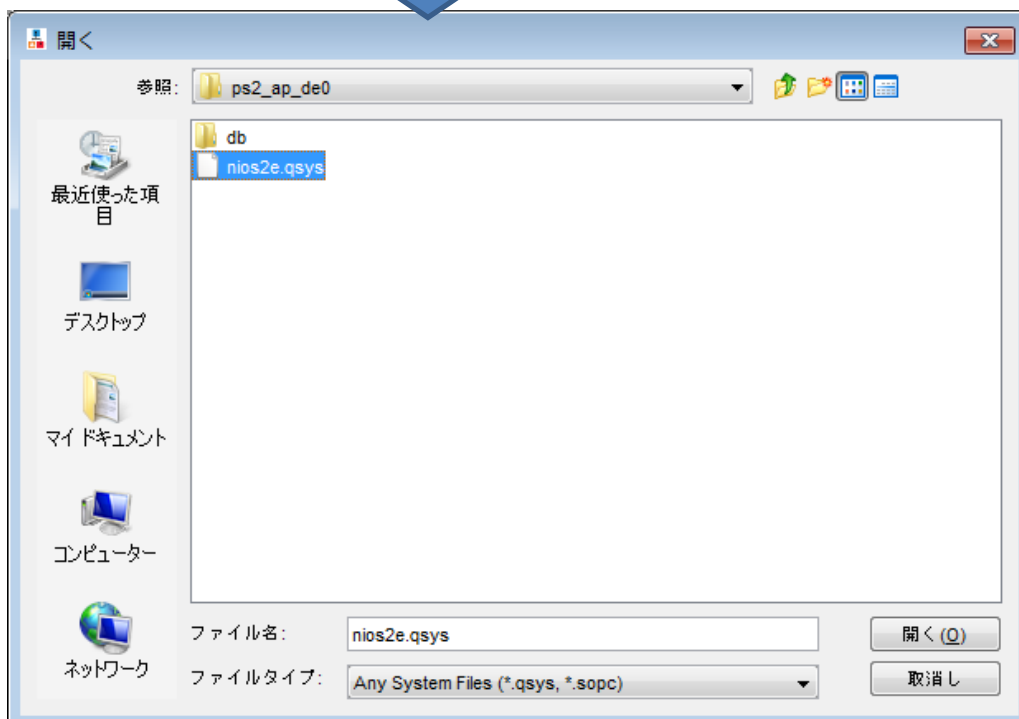 開く
参照:
ps2_ap_de0
db
nios2e.qsys
最近使った項
目
デスクトップ
マイ ドキュメント
コンピューター
ネットワーク
ファイル名:
nios2e.qsys
開く(O)
ファイルタイプ:
Any System Files (*.qsys, *.sopc)
取消し